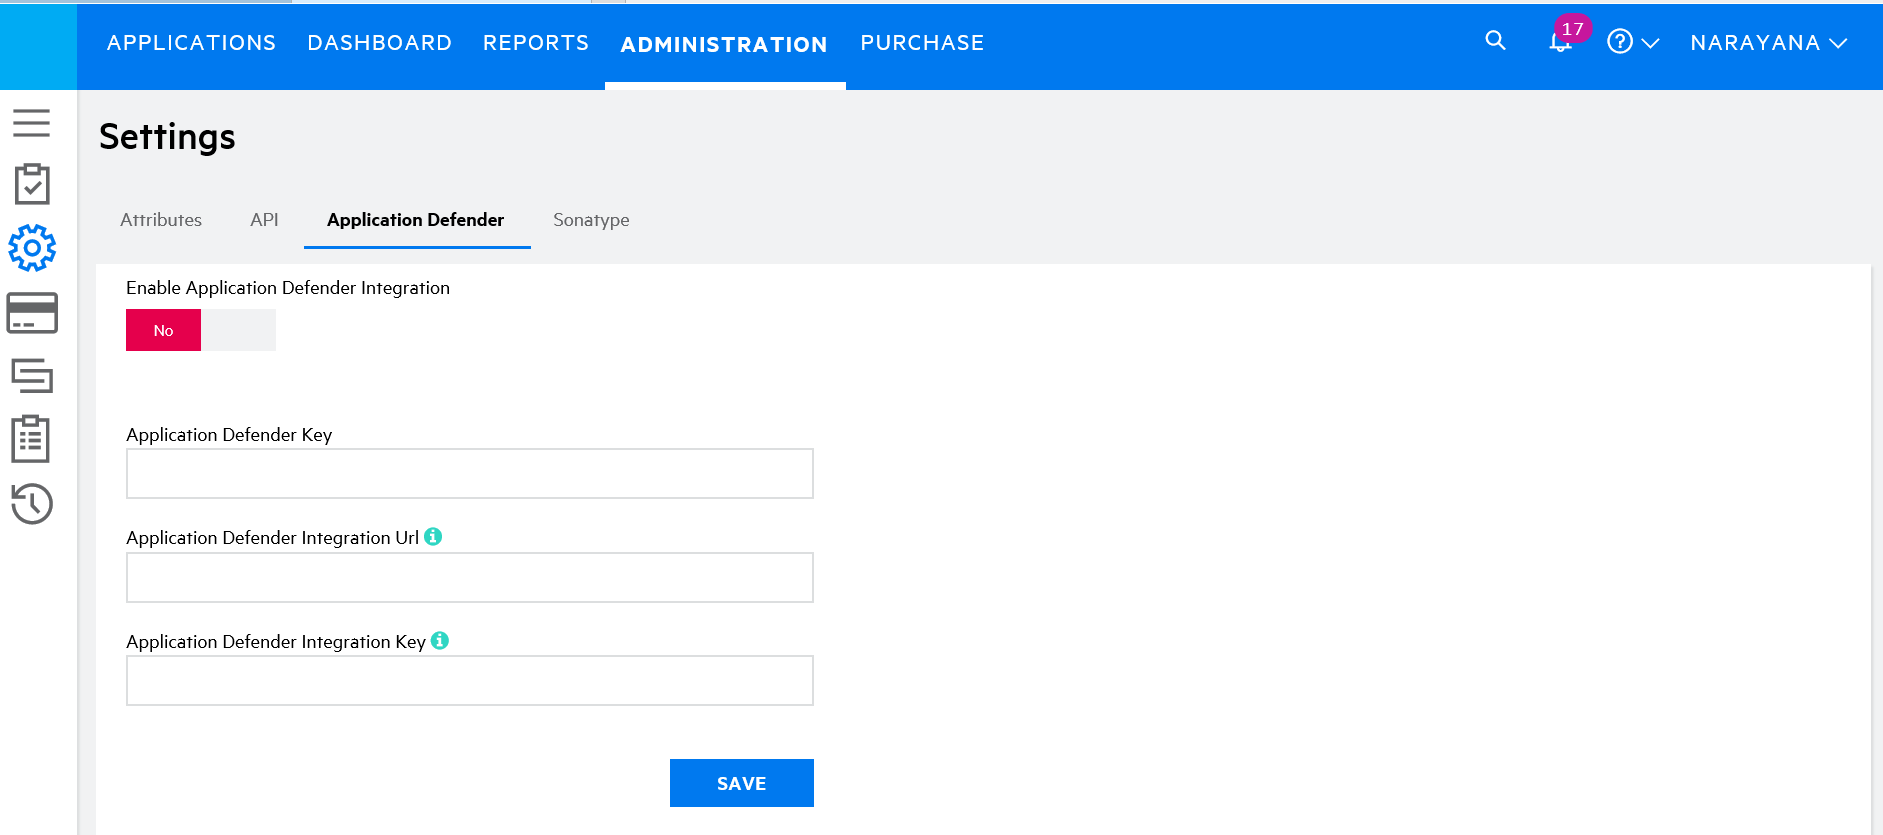 APPLICATIONS DASHBOARD REPORTS ADMINISTRATION PURCHASE 17 NARAYANA
Settings
Attributes API Application Defender Sonatype
Enable Application Defender Integration
No
Application Defender Key
Application Defender Integration Url
Application Defender Integration Key
SAVE